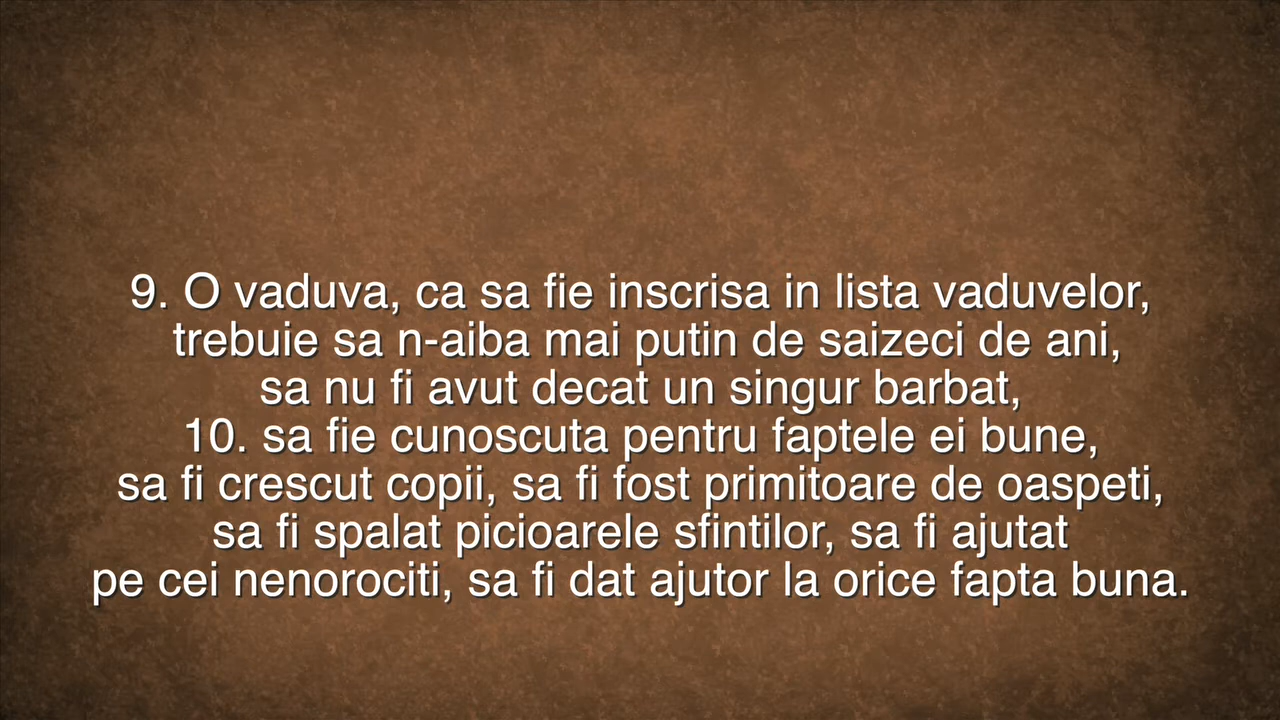 9. O vaduva, ca sa fie inscrisa in lista vaduvelor,
trebuie sa n-aiba mai putin de saizeci de ani,
sa nu fi avut decat un singur barbat,
10. sa fie cunoscuta pentru faptele ei bune,
sa fi crescut copii, sa fi fost primitoare de oaspeti,
sa fi spalat picioarele sfintilor, sa fi ajutat
pe cei nenorociti, sa fi dat ajutor la orice fapta buna.